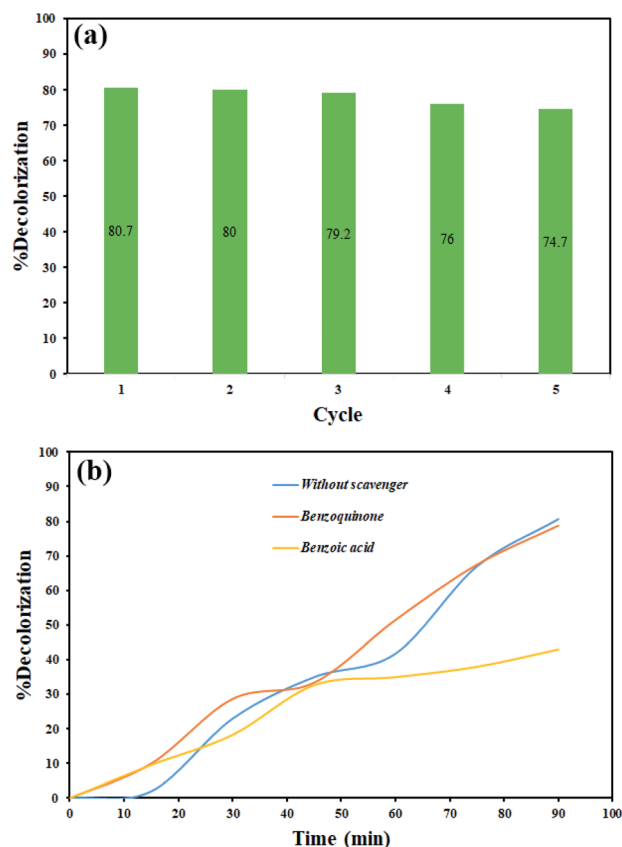 (a)
%Decolorization
100
90
80
70
60
50
40
30
20
10
0
80.7 80 79.2 76 74.7
1 2 3 4 5
Cycle
(b)
%Decolorization
100
90
80
70
60
50
40
30
20
10
0
Without scavenger
Benzoquinone
Benzoic acid
0 10 20 30 40 50 60 70 80 90 100
Time (min)